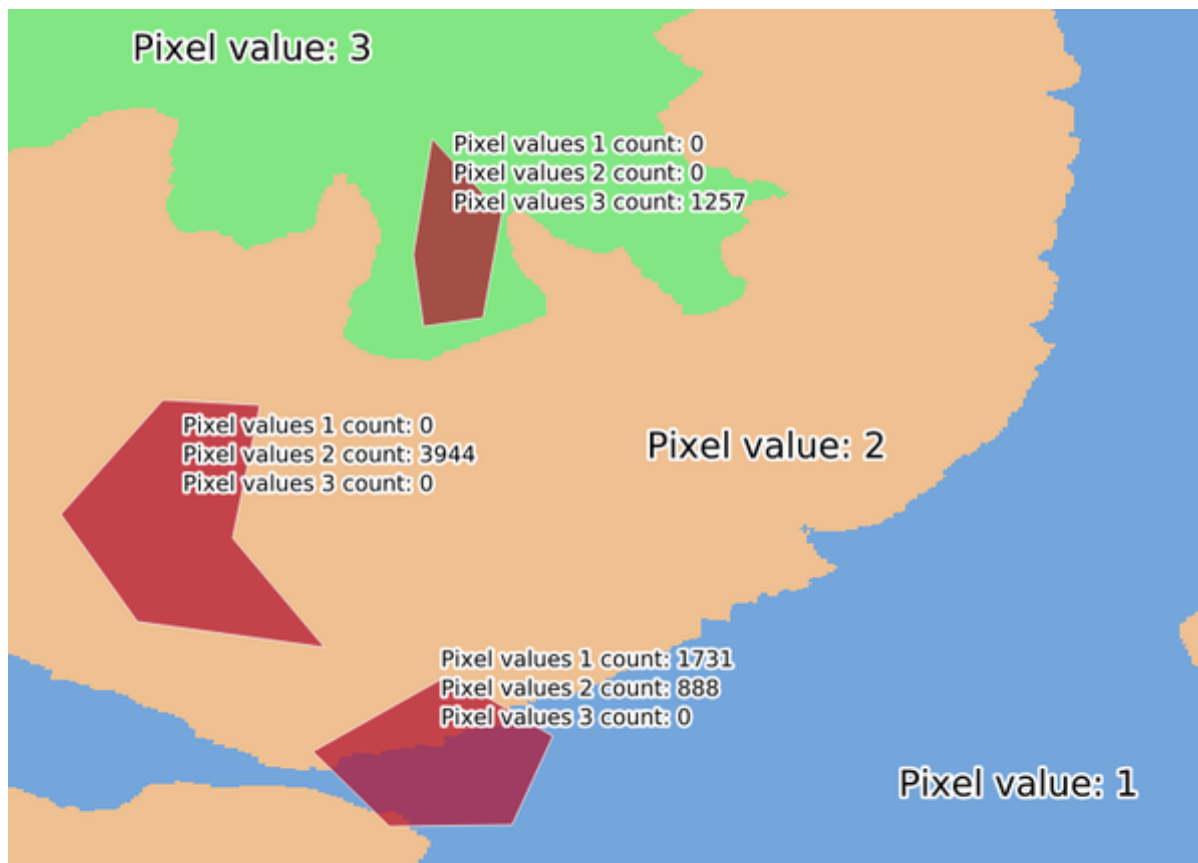 Pixel value: 3
Pixel values 1 count: 0
Pixel values 2 count: 0
Pixel values 3 count: 1257
Pixel values 1 count: 0
Pixel values 2 count: 3944
Pixel values 3 count: 0
Pixel value: 2
Pixel values 1 count: 1731
Pixel values 2 count: 888
Pixel values 3 count: 0
Pixel value: 1